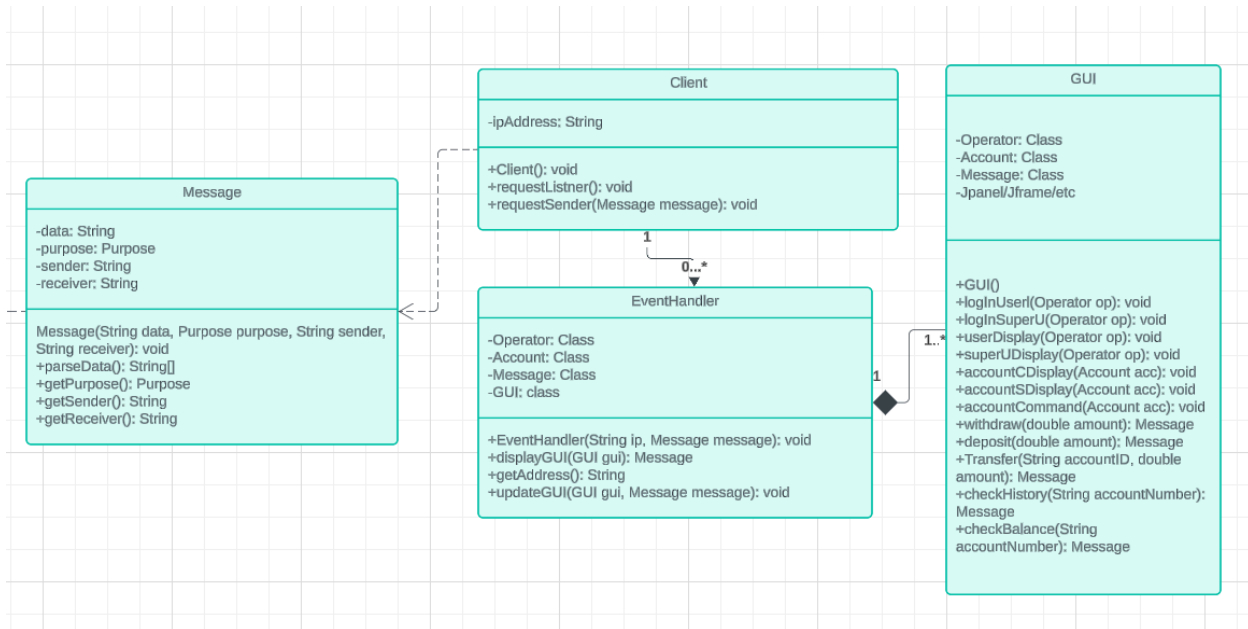 Message
-data: String
-purpose: Purpose
-sender: String
-receiver: String
Message(String data, Purpose purpose, String sender,
String receiver): void
+parseData(): String[]
+getPurpose(): Purpose
+getSender(): String
+getReceiver(): String
Client
-ipAddress: String
+Client(): void
+requestListner(): void
+requestSender(Message message): void
1
0...*
EventHandler
-Operator: Class
-Account: Class
-Message: Class
-GUI: class
+EventHandler(String ip, Message message): void
+displayGUI(GUI gui): Message
+getAddress(): String
+updateGUI(GUI gui, Message message): void
1
1..*
GUI
-Operator: Class
-Account: Class
-Message: Class
-Jpanel/Jframe/etc
+GUI()
+logInUserl(Operator op): void
+logInSuperU(Operator op): void
+userDisplay(Operator op): void
+superUDisplay(Operator op): void
+accountCDisplay(Account acc): void
+accountSDisplay(Account acc): void
+accountCommand(Account acc): void
+withdraw(double amount): Message
+deposit(double amount): Message
+Transfer(String accountID, double
amount): Message
+checkHistory(String accountNumber):
Message
+checkBalance(String
accountNumber): Message